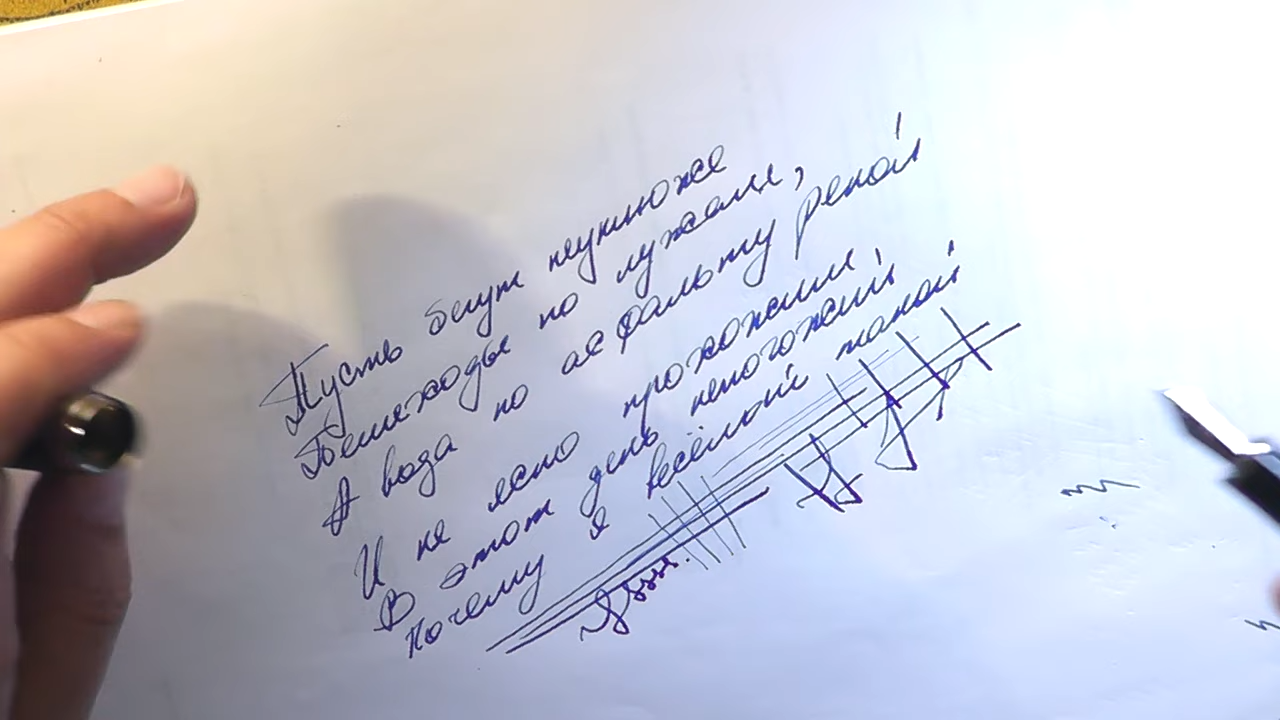 Пусть бегут неуклюже
Пешеходы по лужам,
А вода по асфальту рекой
И не ясно прохожим,
В этот день непогожий
Почему я весёлый такой